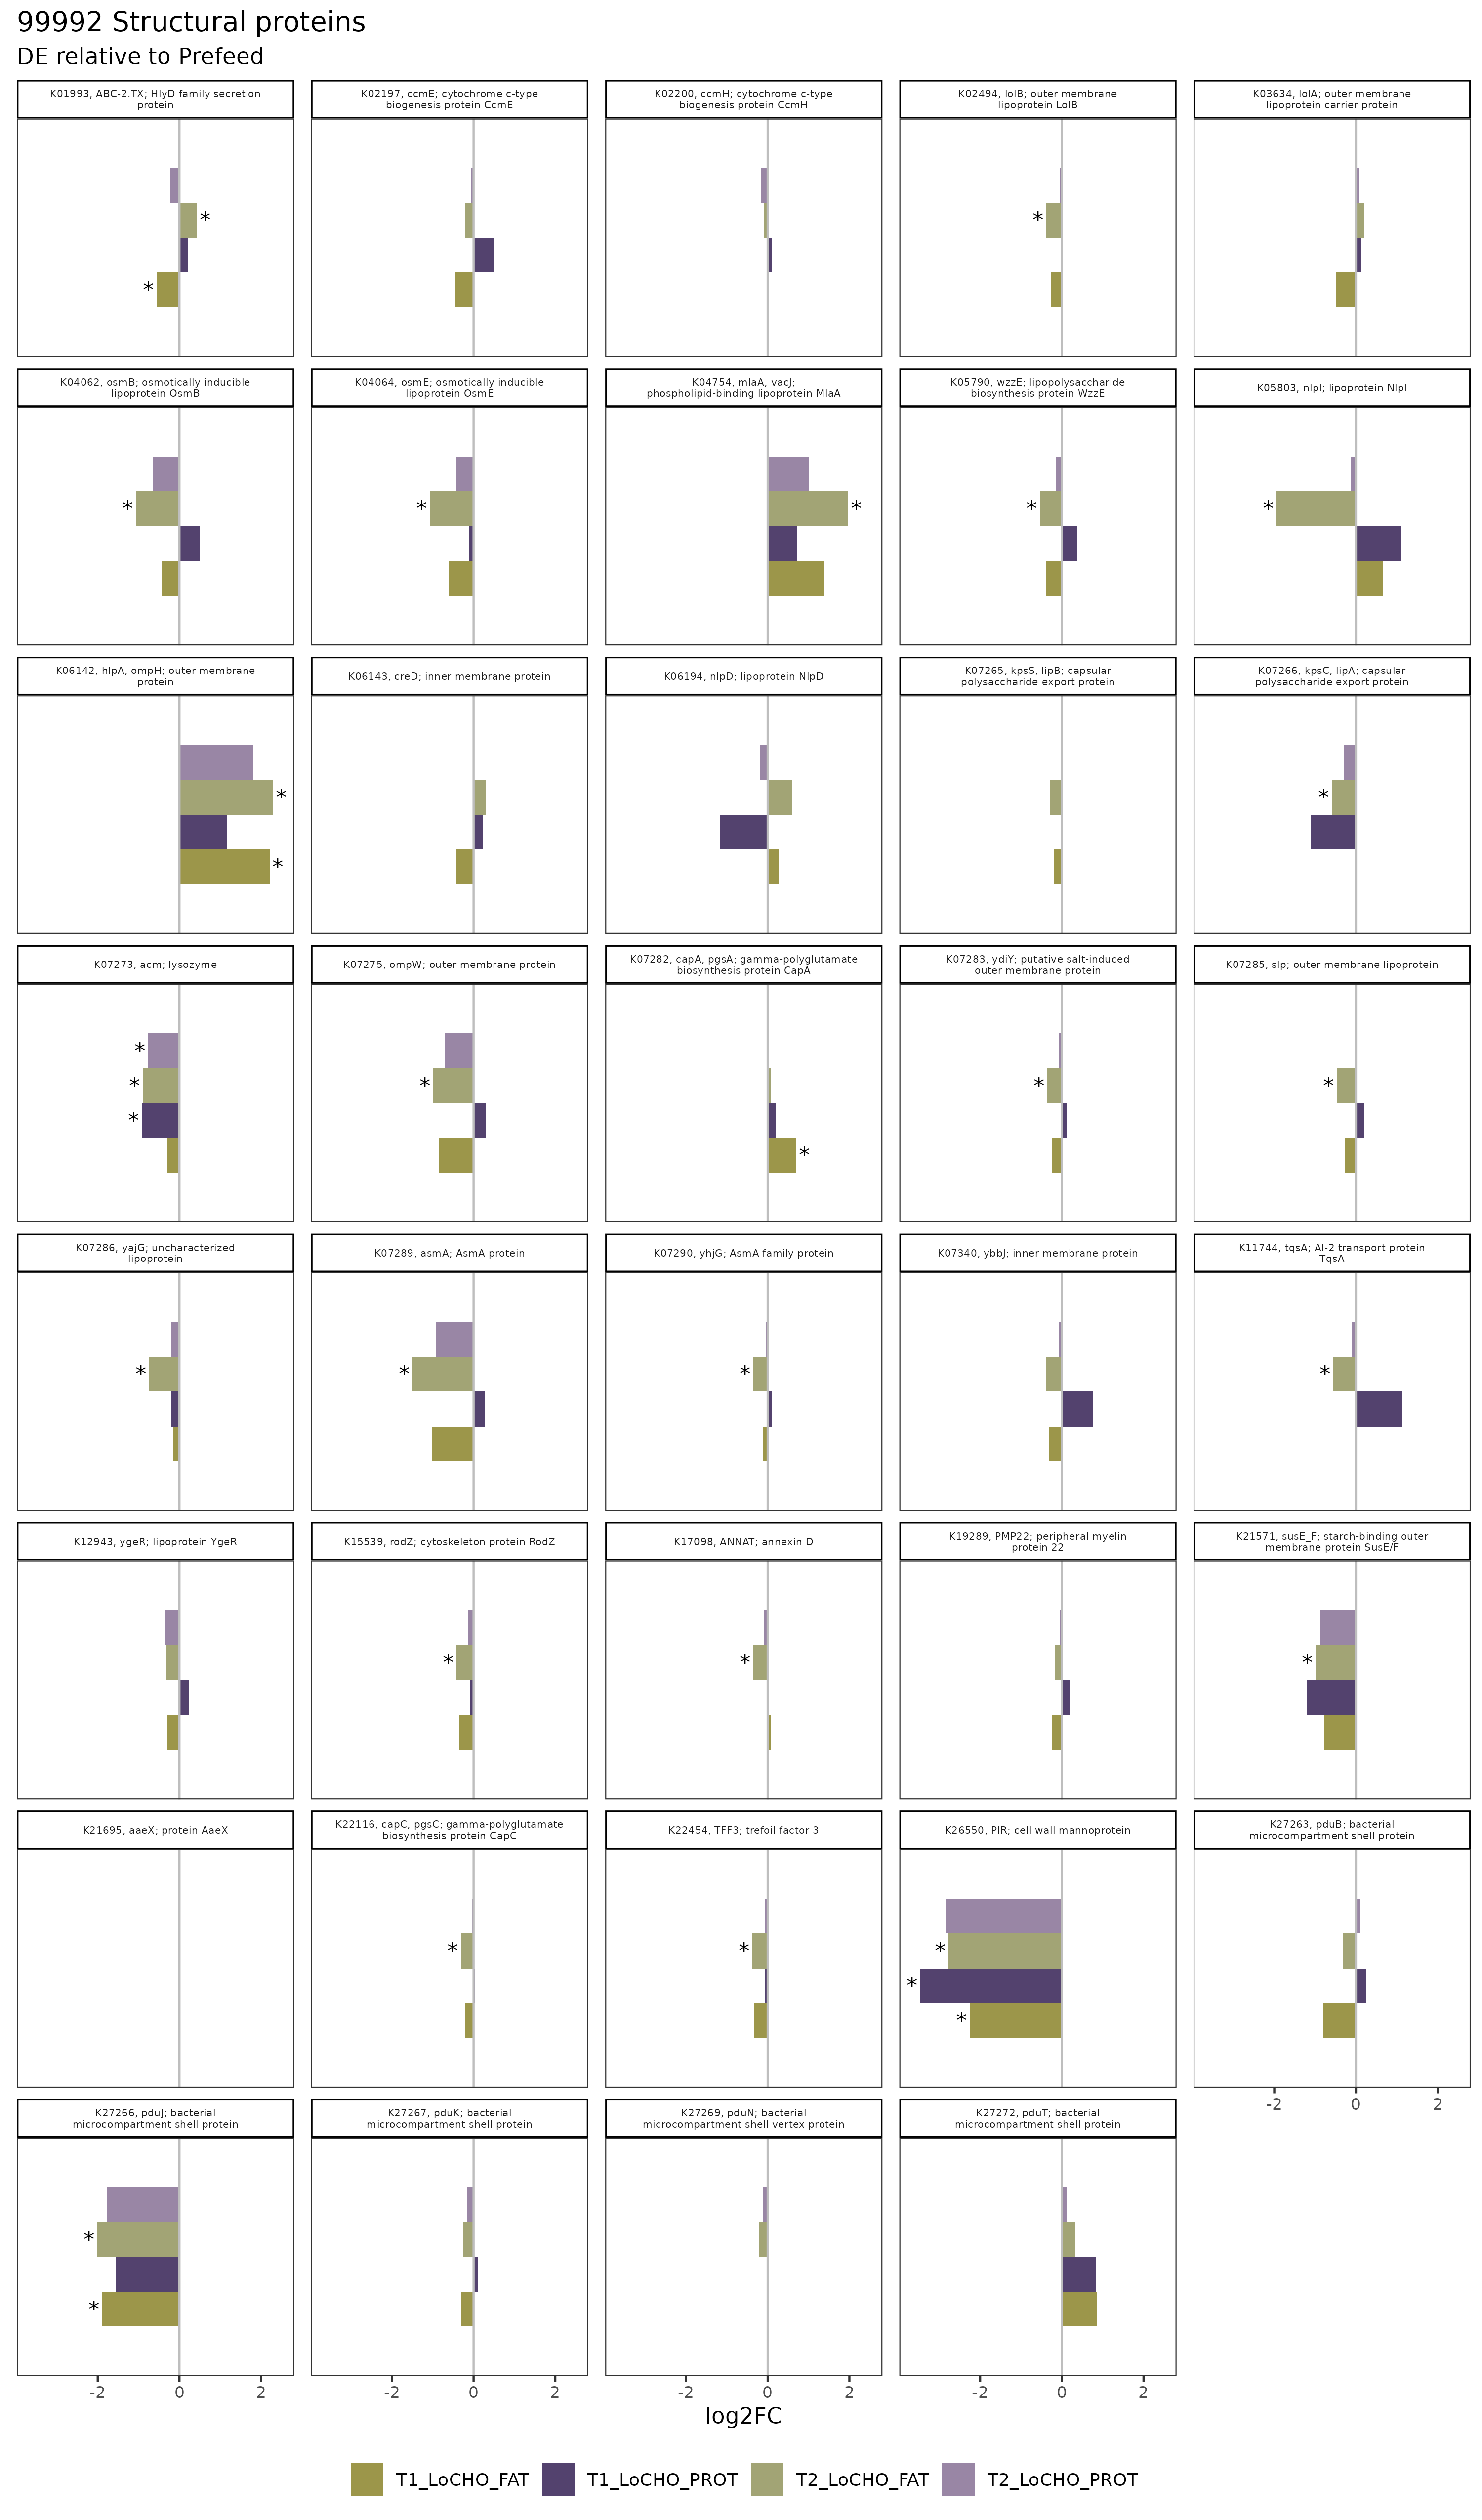 99992 Structural proteins
DE relative to Prefeed
K01993, ABC-2.TX; HlyD family secretion
protein
K02197, ccmE; cytochrome c-type
biogenesis protein CcmE
K02200, ccmH; cytochrome c-type
biogenesis protein CcmH
K02494, lolB; outer membrane
lipoprotein LolB
K03634, lolA; outer membrane
lipoprotein carrier protein
*
*
*
K04062, osmB; osmotically inducible
lipoprotein OsmB
K04064, osmE; osmotically inducible
lipoprotein OsmE
K04754, mlaA, vacJ;
phospholipid-binding lipoprotein MlaA
K05790, wzzE; lipopolysaccharide
biosynthesis protein WzzE
K05803, nlpI; lipoprotein NlpI
*
*
*
*
*
K06142, hlpA, ompH; outer membrane
protein
K06143, creD; inner membrane protein
K06194, nlpD; lipoprotein NlpD
K07265, kpsS, lipB; capsular
polysaccharide export protein
K07266, kpsC, lipA; capsular
polysaccharide export protein
*
*
*
K07273, acm; lysozyme
K07275, ompW; outer membrane protein
K07282, capA, pgsA; gamma-polyglutamate
biosynthesis protein CapA
K07283, ydiY; putative salt-induced
outer membrane protein
K07285, slp; outer membrane lipoprotein
*
*
*
*
*
*
*
K07286, yajG; uncharacterized
lipoprotein
K07289, asmA; AsmA protein
K07290, yhjG; AsmA family protein
K07340, ybbJ; inner membrane protein
K11744, tqsA; AI-2 transport protein
TqsA
*
*
*
*
K12943, ygeR; lipoprotein YgeR
K15539, rodZ; cytoskeleton protein RodZ
K17098, ANNAT; annexin D
K19289, PMP22; peripheral myelin
protein 22
K21571, susE_F; starch-binding outer
membrane protein SusE/F
*
*
*
K21695, aaeX; protein AaeX
K22116, capC, pgsC; gamma-polyglutamate
biosynthesis protein CapC
K22454, TFF3; trefoil factor 3
K26550, PIR; cell wall mannoprotein
K27263, pduB; bacterial
microcompartment shell protein
*
*
*
*
*
-2 0 2
K27266, pduJ; bacterial
microcompartment shell protein
K27267, pduK; bacterial
microcompartment shell protein
K27269, pduN; bacterial
microcompartment shell vertex protein
K27272, pduT; bacterial
microcompartment shell protein
*
*
-2 0 2
-2 0 2
-2 0 2
-2 0 2
log2FC
T1_LoCHO_FAT T1_LoCHO_PROT T2_LoCHO_FAT T2_LoCHO_PROT